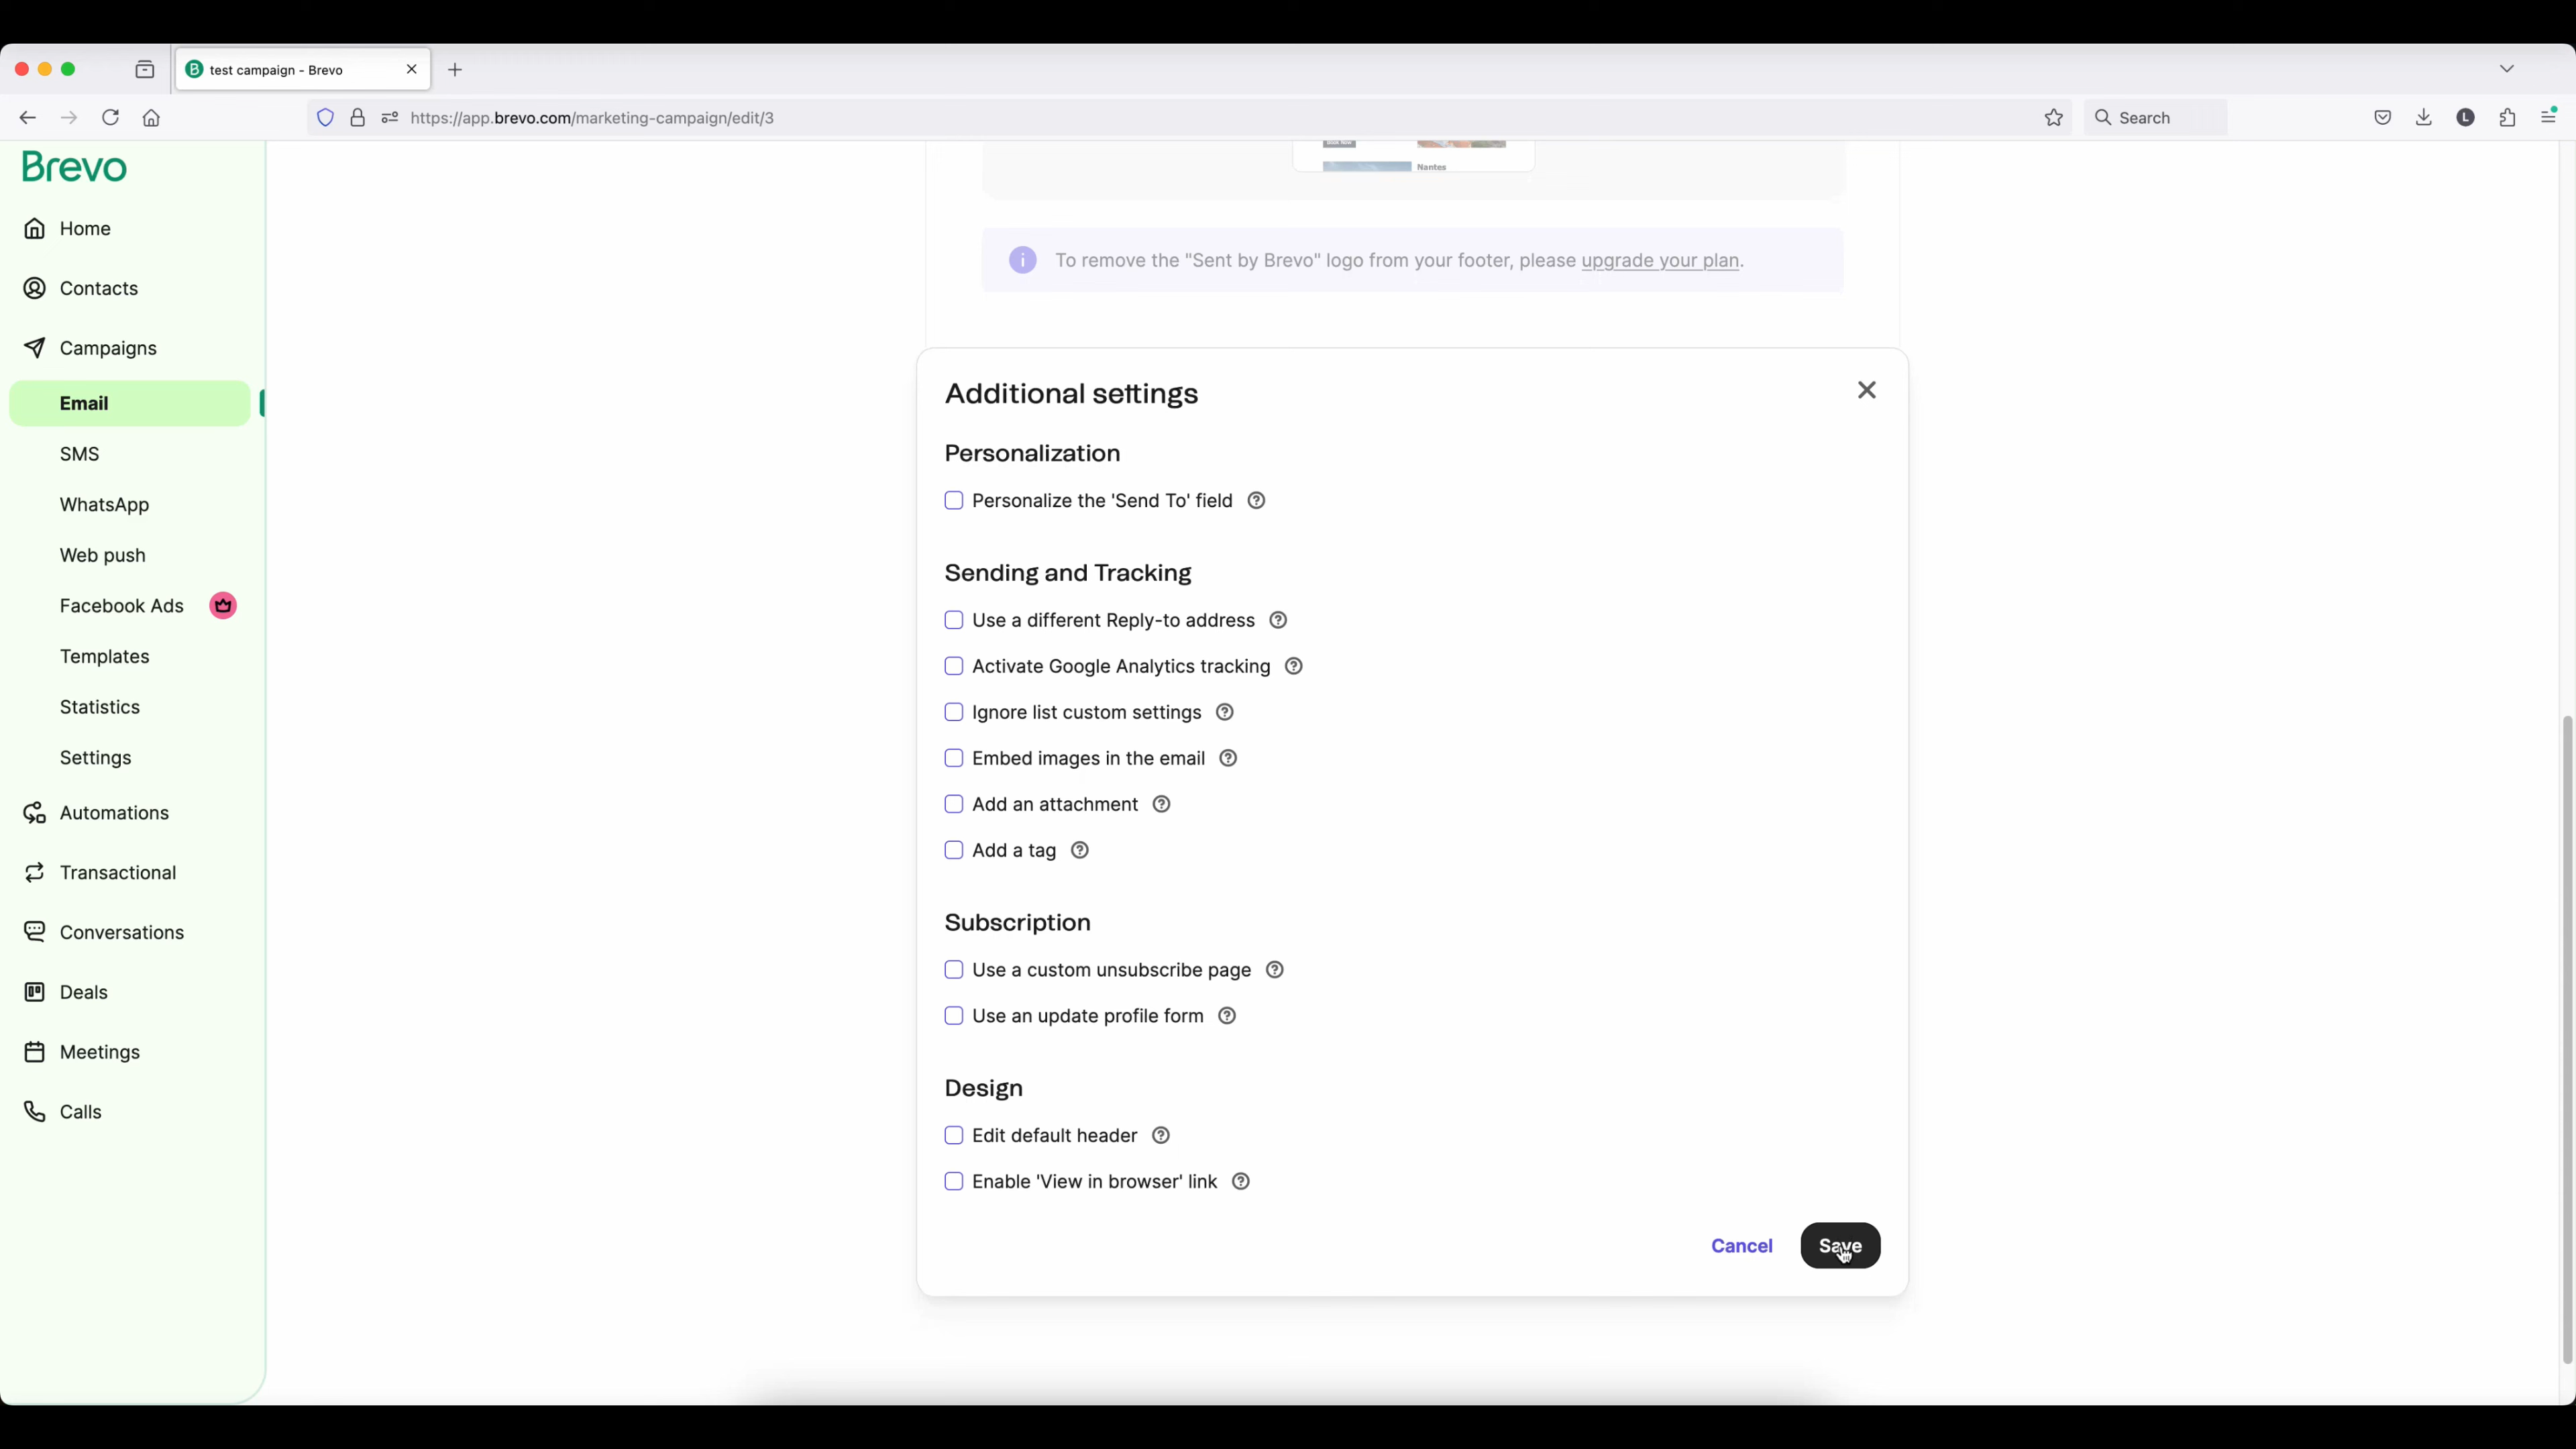 test campaign - Brevo
https://app.brevo.com/marketing-campaign/edit/3
Search
L
Brevo
Home
Contacts
Campaigns
Email
SMS
WhatsApp
Web push
Facebook Ads
Templates
Statistics
Settings
Automations
Transactional
Conversations
Deals
Meetings
Calls
Book Now
Nantes
To remove the "Sent by Brevo" logo from your footer, please upgrade your plan.
Additional settings
Personalization
Personalize the 'Send To' field
Sending and Tracking
Use a different Reply-to address
Activate Google Analytics tracking
Ignore list custom settings
Embed images in the email
Add an attachment
Add a tag
Subscription
Use a custom unsubscribe page
Use an update profile form
Design
Edit default header
Enable 'View in browser' link
Cancel
Save